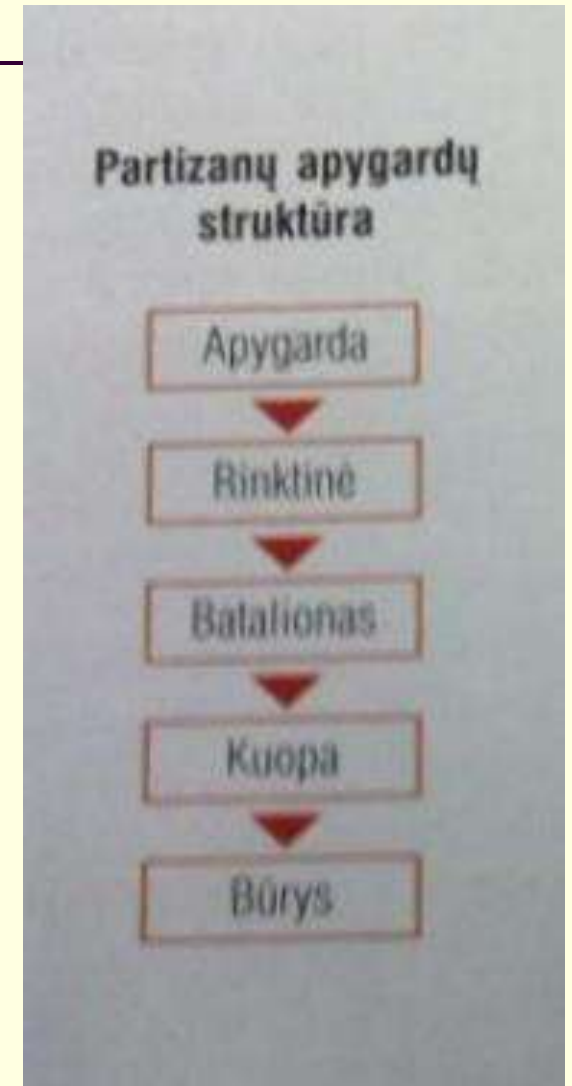 Partizanų apygardų
struktūra
Apygarda
Rinktinė
Batalionas
Kuopa
Būrys